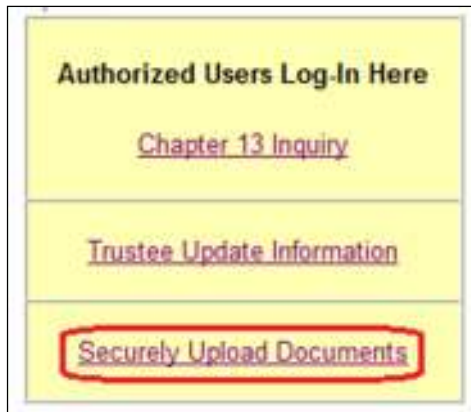 Authorized Users Log-In Here
Chapter 13 Inquiry
Trustee Update Information
Securely Upload Documents